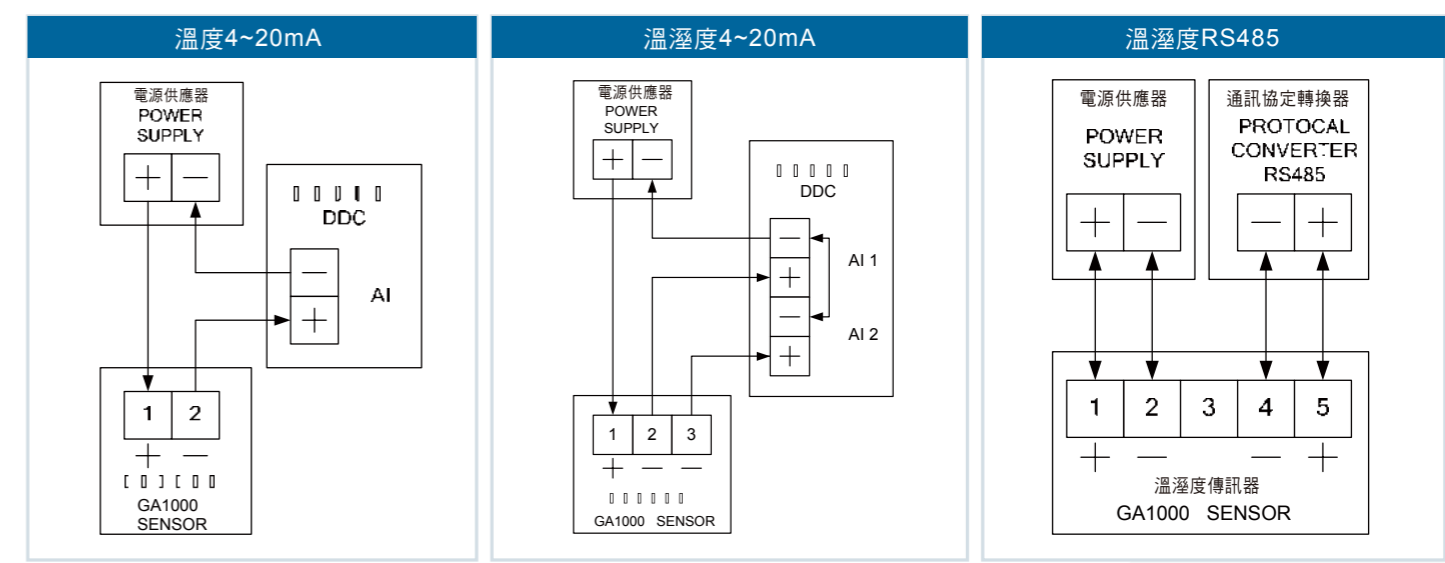 溫度4~20mA
電源供應器
POWER
SUPPLY
+ −
DDC
−
AI
+
1 2
+ −
GA1000
SENSOR
溫溼度4~20mA
電源供應器
POWER
SUPPLY
+ −
DDC
−
AI 1
+
−
AI 2
+
1 2 3
+ − −
GA1000 SENSOR
溫溼度RS485
電源供應器
POWER
SUPPLY
+ −
通訊協定轉換器
PROTOCAL
CONVERTER
RS485
− +
1 2 3 4 5
+ − − +
溫溼度傳訊器
GA1000 SENSOR